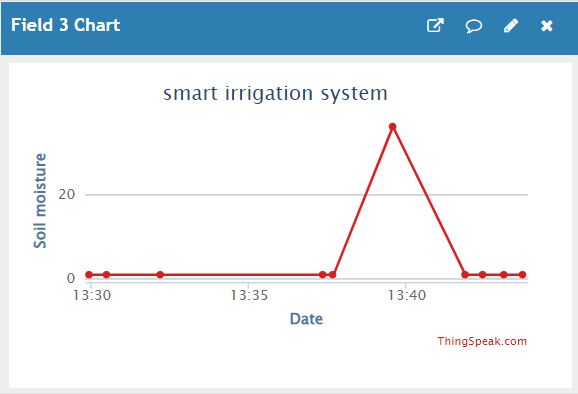 Field 3 Chart
smart irrigation system
Soil moisture
20
0
13:30 13:35 13:40
Date
ThingSpeak.com